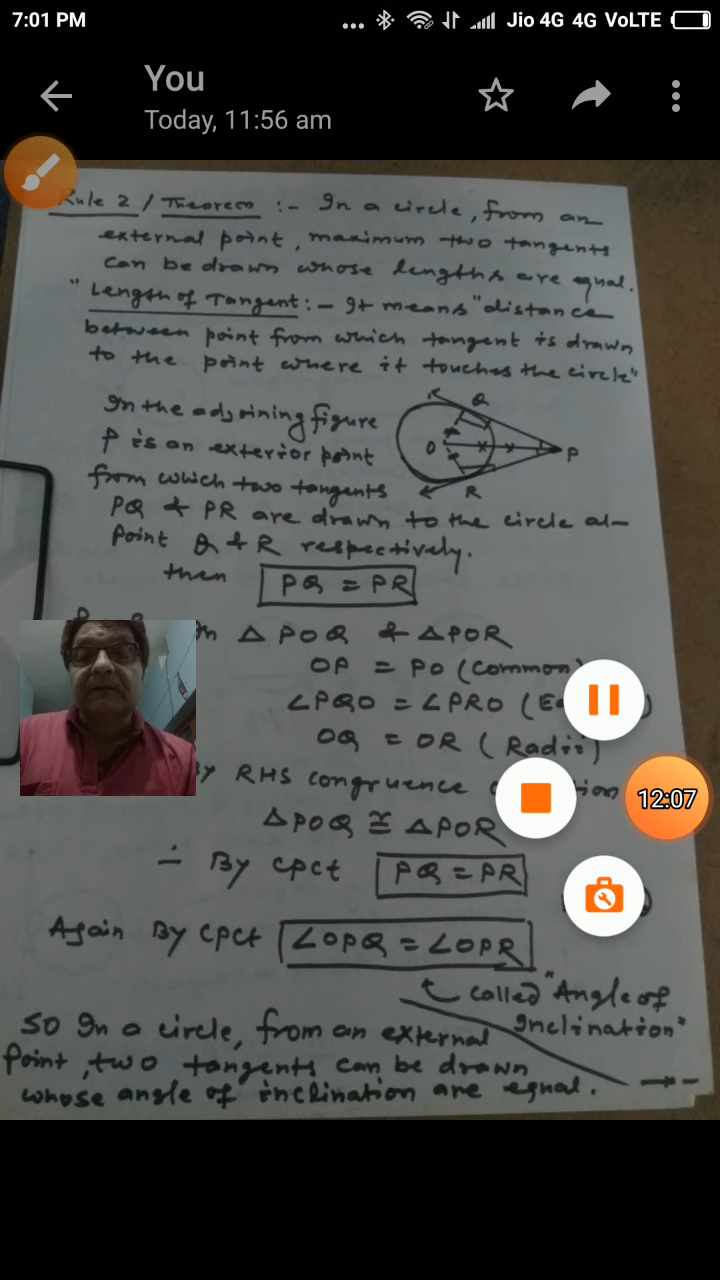 7:01 PM ... Jio 4G 4G VoLTE
You
Today, 11:56 am
Rule 2 / Theorem :- In a circle, from an
external point, maximum two tangents
can be drawn whose lengths are equal.
"Length of Tangent :- It means "distance
between point from which tangent is drawn
to the point where it touches the circle"
In the adjoining figure
P is an exterior point
from which two tangents
PQ & PR are drawn to the circle at
Point Q & R respectively.
then PQ = PR
Q
O
P
R
In △ POQ & △POR
OP = PO (Common)
∠PQO = ∠PRO (
OQ = OR (Radii)
By RHS congruence
△POQ ≅ △POR
∴ By cpct PQ = PR
Again By cpct ∠OPQ = ∠OPR
called "Angle of
Inclination"
So In a circle, from an external
Point, two tangents can be drawn
whose angle of inclination are equal.
12:07